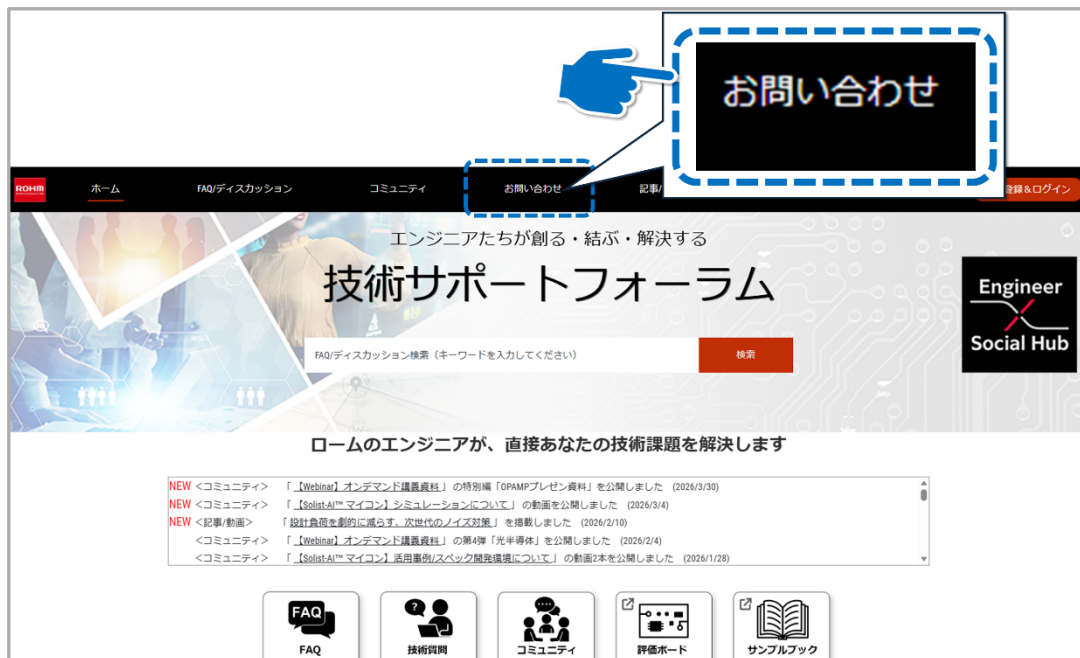 お問い合わせ
ROHM
ホーム
FAQ/ディスカッション
コミュニティ
お問い合わせ
記事/
登録&ログイン
エンジニアたちが創る・結ぶ・解決する
技術サポートフォーラム
Engineer
Social Hub
FAQ/ディスカッション検索（キーワードを入力してください）
検索
ロームのエンジニアが、直接あなたの技術課題を解決します
NEW <コミュニティ> 「【Webinar】オンデマンド講義資料」の特別編「OPAMPプレゼン資料」を公開しました (2026/3/30)
NEW <コミュニティ> 「【Solist-AI™ マイコン】シミュレーションについて」の動画を公開しました (2026/3/4)
NEW <記事/動画> 「設計負荷を劇的に減らす、次世代のノイズ対策」を掲載しました (2026/2/10)
<コミュニティ> 「【Webinar】オンデマンド講義資料」の第4弾「光半導体」を公開しました (2026/2/4)
<コミュニティ> 「【Solist-AI™ マイコン】活用事例/スペック開発環境について」の動画2本を公開しました (2026/1/28)
FAQ
FAQ
技術質問
コミュニティ
評価ボード
サンプルブック